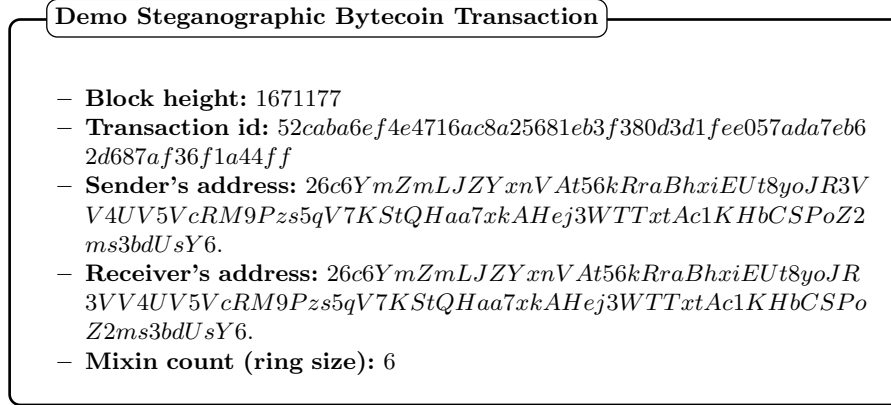 Demo Steganographic Bytecoin Transaction
– Block height: 1671177
– Transaction id: 52caba6ef4e4716ac8a25681eb3f380d3d1fee057ada7eb6
2d687af36f1a44ff
– Sender's address: 26c6YmZmLJZYxnVAt56kRraBhxiEUt8yoJR3V
V4UV5VcRM9Pzs5qV7KStQHaa7xkAHej3WTTxtAc1KHbCSPoZ2
ms3bdUsY6.
– Receiver's address: 26c6YmZmLJZYxnVAt56kRraBhxiEUt8yoJR
3VV4UV5VcRM9Pzs5qV7KStQHaa7xkAHej3WTTxtAc1KHbCSPo
Z2ms3bdUsY6.
– Mixin count (ring size): 6